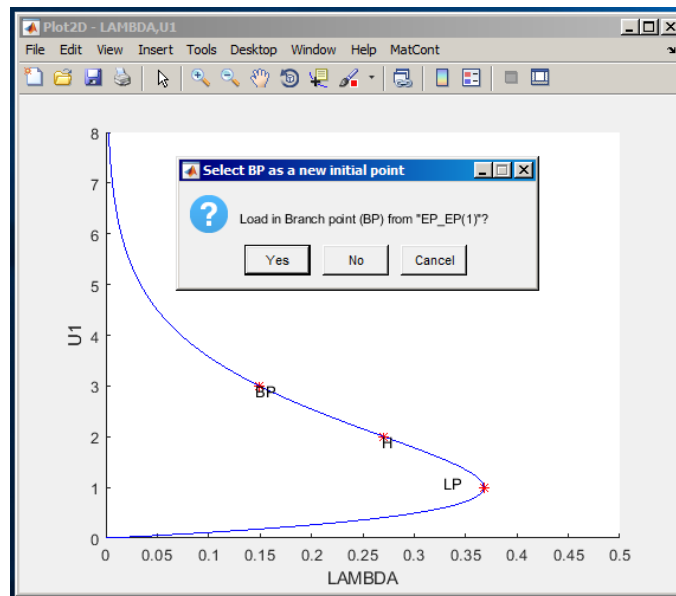 Plot2D - LAMBDA,U1
File Edit View Insert Tools Desktop Window Help MatCont
8
Select BP as a new initial point
7
Load in Branch point (BP) from "EP_EP(1)"?
6
Yes No Cancel
5
4
U1
3
BP
2
H
LP
1
0
0 0.05 0.1 0.15 0.2 0.25 0.3 0.35 0.4 0.45 0.5
LAMBDA